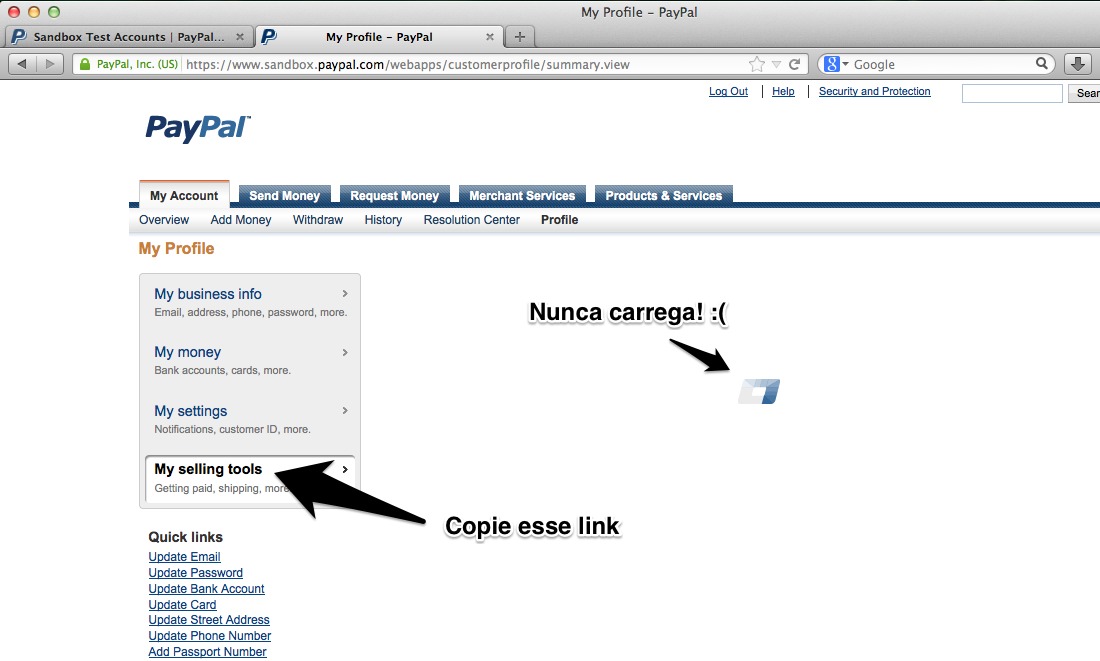 My Profile – PayPal
Sandbox Test Accounts | PayPal...
My Profile – PayPal
PayPal, Inc. (US) https://www.sandbox.paypal.com/webapps/customerprofile/summary.view
Google
Log Out | Help | Security and Protection
Sear
PayPal™
My Account Send Money Request Money Merchant Services Products & Services
Overview Add Money Withdraw History Resolution Center Profile
My Profile
My business info
Email, address, phone, password, more.
Nunca carrega! :(
My money
Bank accounts, cards, more.
My settings
Notifications, customer ID, more.
My selling tools
Getting paid, shipping, more
Copie esse link
Quick links
Update Email
Update Password
Update Bank Account
Update Card
Update Street Address
Update Phone Number
Add Passport Number